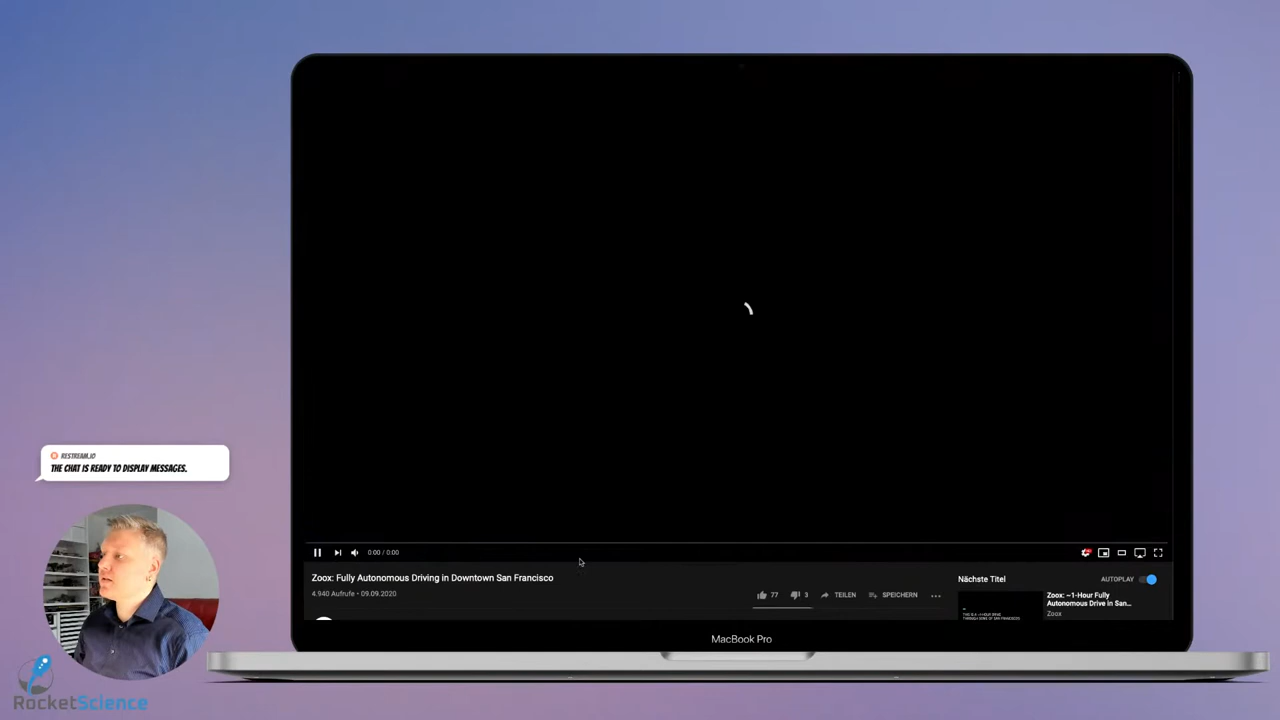 0:00 / 0:00
Zoox: Fully Autonomous Driving in Downtown San Francisco
4.940 Aufrufe • 09.09.2020
77
3
TEILEN
SPEICHERN
Nächste Titel
AUTOPLAY
Zoox: ~1-Hour Fully
Autonomous Drive in San...
Zoox
MacBook Pro
RESTREAM.IO
THE CHAT IS READY TO DISPLAY MESSAGES.
RocketScience